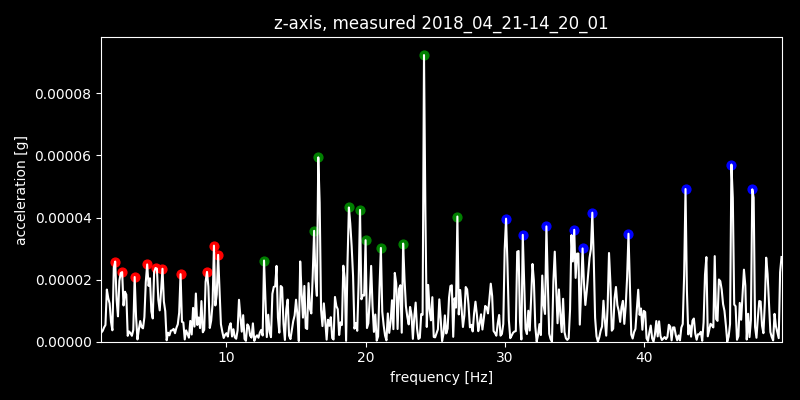 z-axis, measured 2018_04_21-14_20_01
0.00008
0.00006
0.00004
0.00002
0.00000
acceleration [g]
10 20 30 40
frequency [Hz]